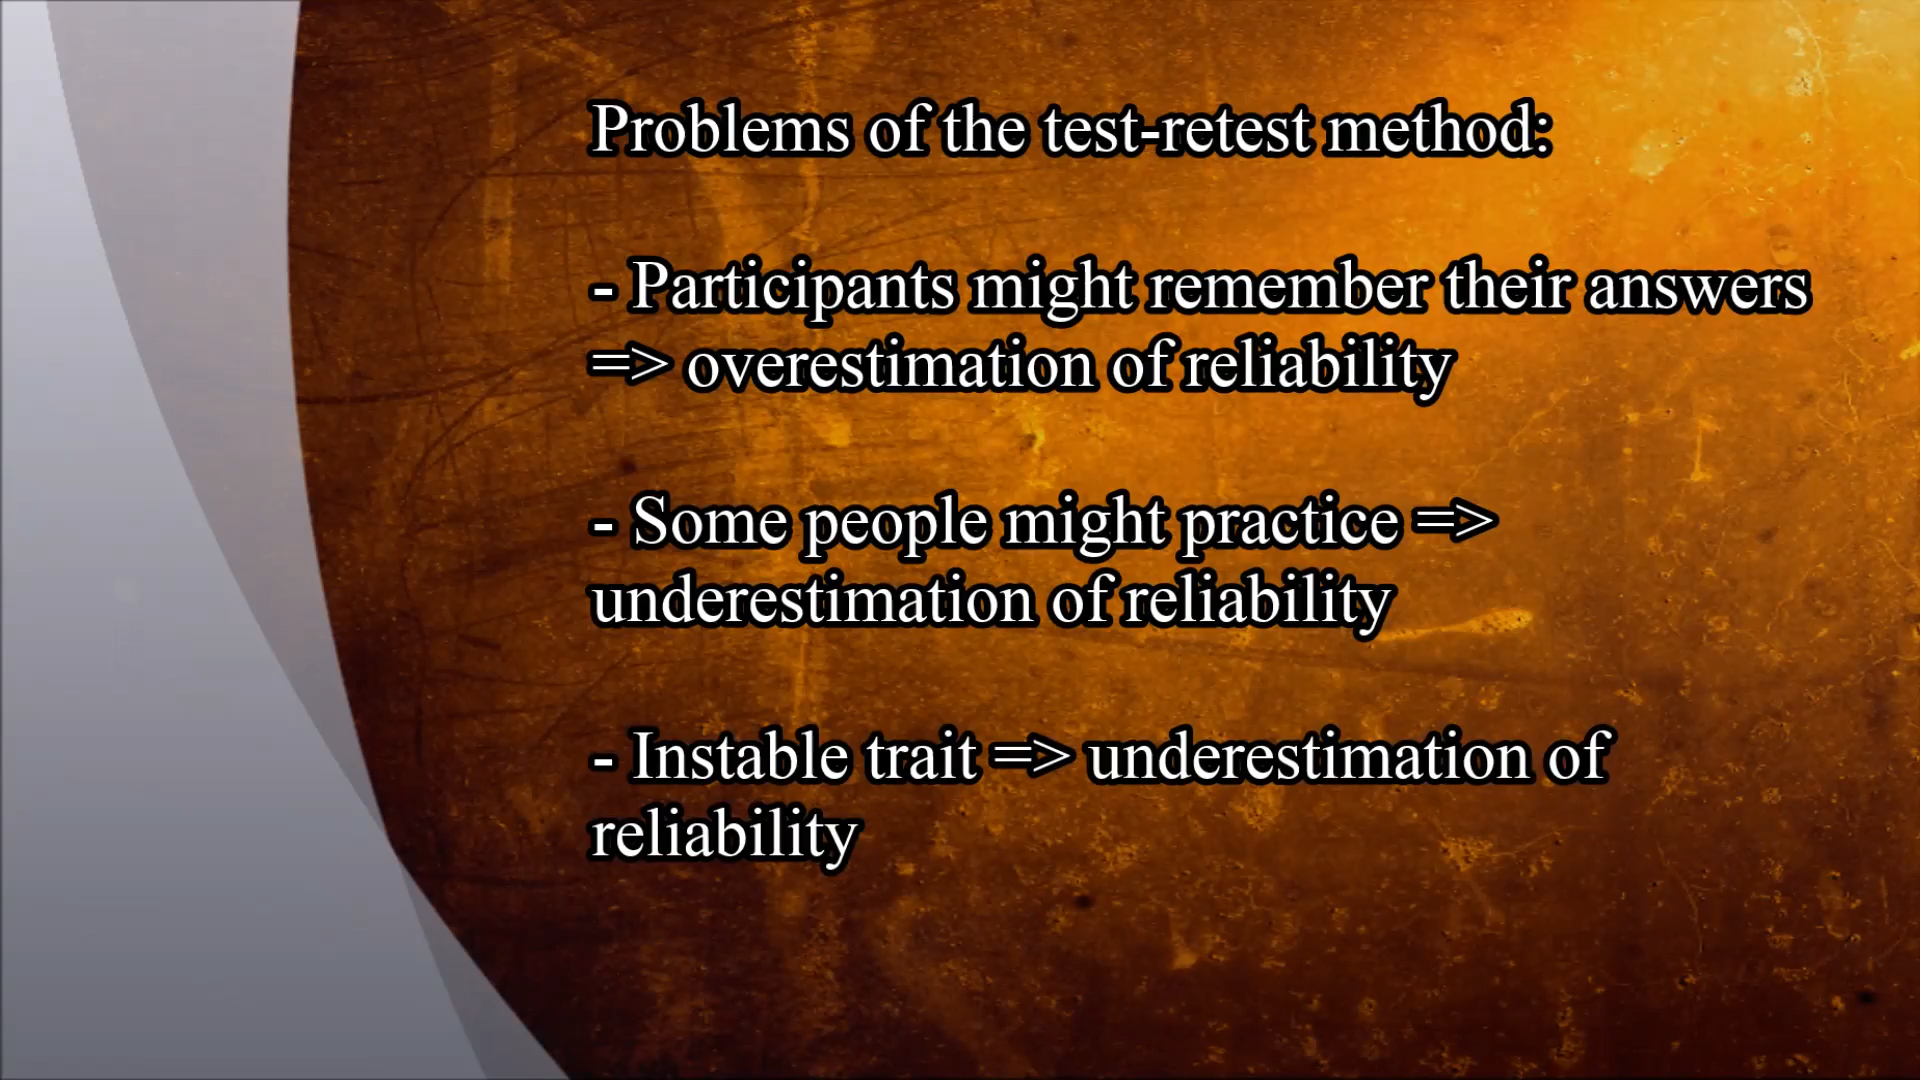 Problems of the test-retest method:
- Participants might remember their answers
=> overestimation of reliability
- Some people might practice =>
underestimation of reliability
- Instable trait => underestimation of
reliability